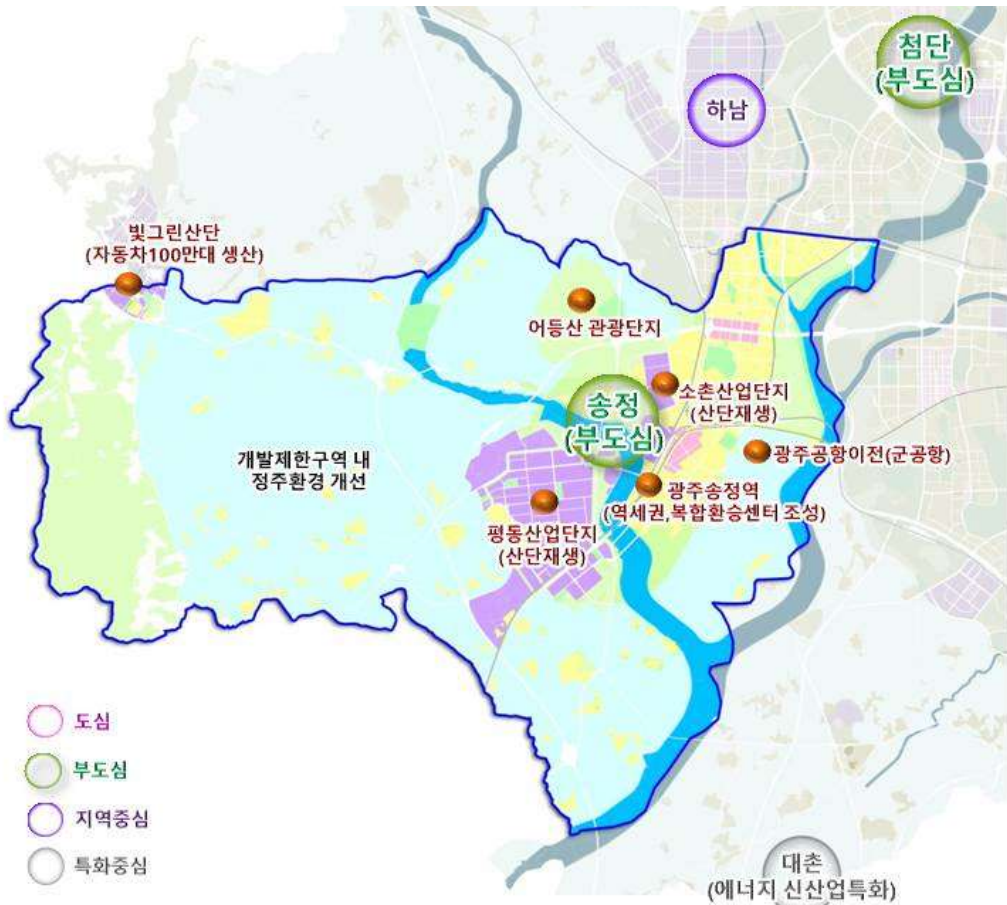 첨단
(부도심)
하남
빛그린산단
(자동차100만대 생산)
어등산 관광단지
소촌산업단지
(산단재생)
송정
(부도심)
광주공항이전(군공항)
개발제한구역 내
정주환경 개선
광주송정역
(역세권,복합환승센터 조성)
평동산업단지
(산단재생)
도심
부도심
지역중심
특화중심
대촌
(에너지 신산업특화)